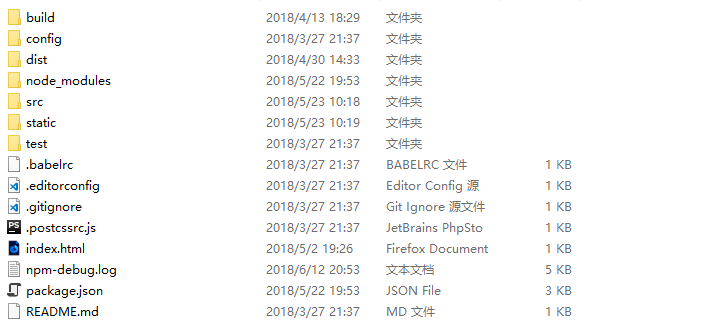 build 2018/4/13 18:29 文件夹
config 2018/3/27 21:37 文件夹
dist 2018/4/30 14:33 文件夹
node_modules 2018/5/22 19:53 文件夹
src 2018/5/23 10:18 文件夹
static 2018/5/23 10:19 文件夹
test 2018/3/27 21:37 文件夹
.babelrc 2018/3/27 21:37 BABELRC 文件 1 KB
.editorconfig 2018/3/27 21:37 Editor Config 源 1 KB
.gitignore 2018/3/27 21:37 Git Ignore 源文件 1 KB
.postcssrc.js 2018/3/27 21:37 JetBrains PhpSto 1 KB
index.html 2018/5/2 19:26 Firefox Document 1 KB
npm-debug.log 2018/6/12 20:53 文本文档 5 KB
package.json 2018/5/22 19:53 JSON File 3 KB
README.md 2018/3/27 21:37 MD 文件 1 KB